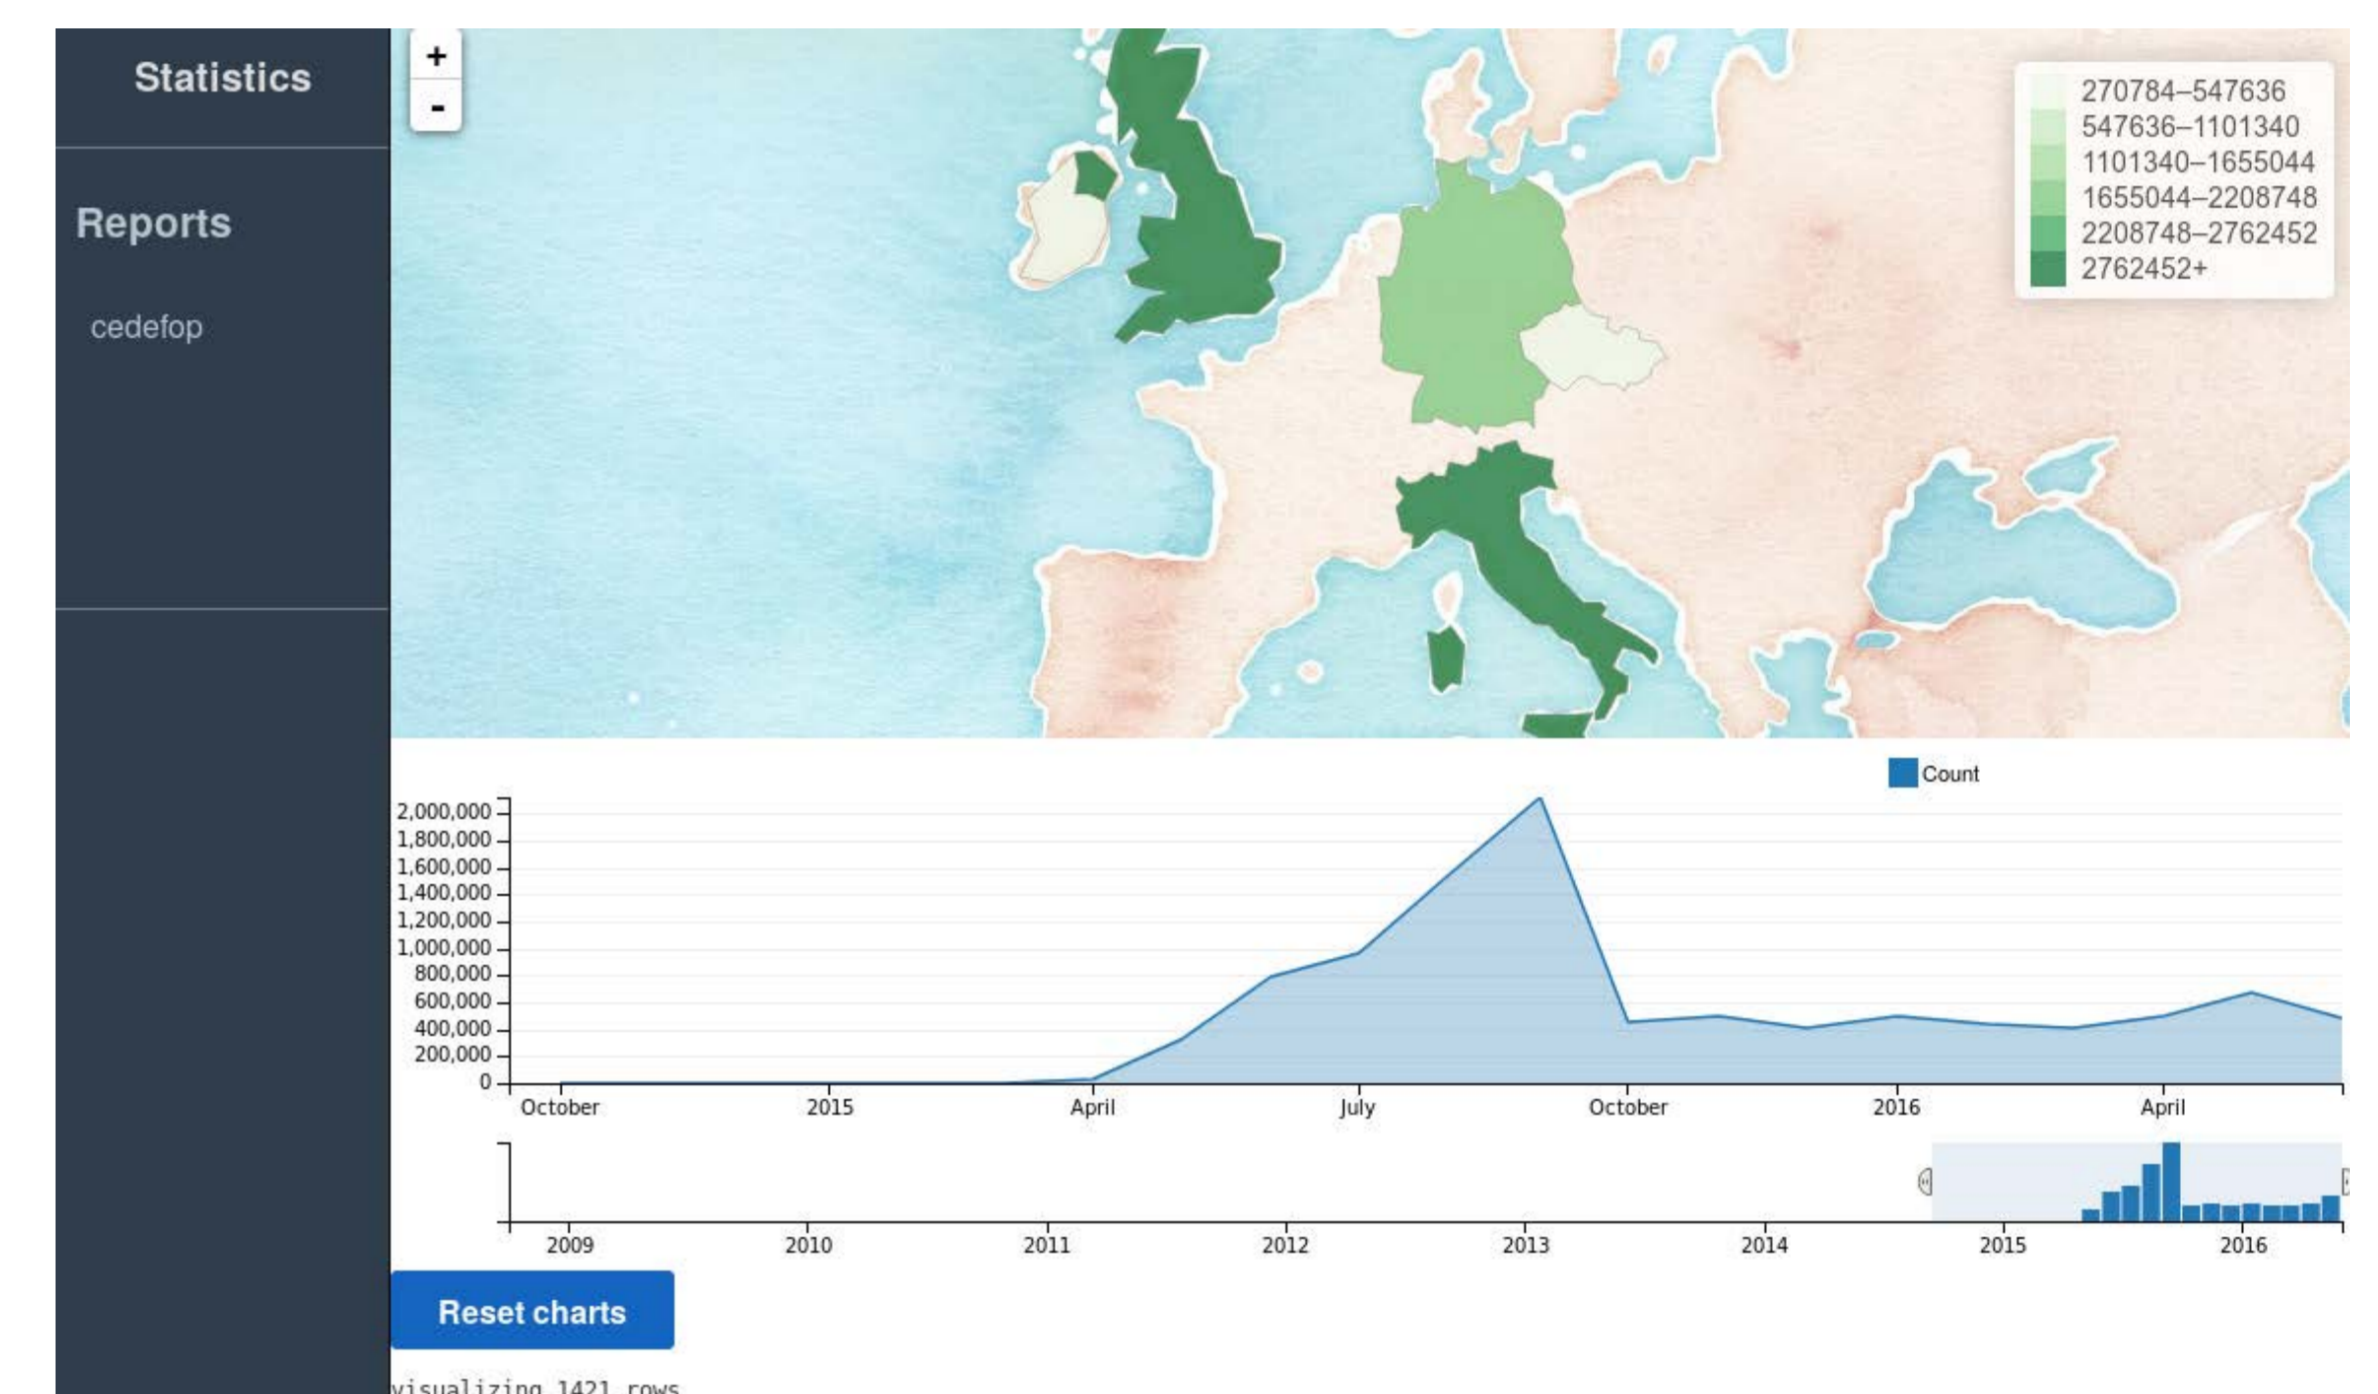 Statistics
Reports
cedefop
+
-
270784–547636
547636–1101340
1101340–1655044
1655044–2208748
2208748–2762452
2762452+
Count
2,000,000
1,800,000
1,600,000
1,400,000
1,200,000
1,000,000
800,000
600,000
400,000
200,000
0
October 2015 April July October 2016 April
2009 2010 2011 2012 2013 2014 2015 2016
Reset charts
visualizing 1421 rows